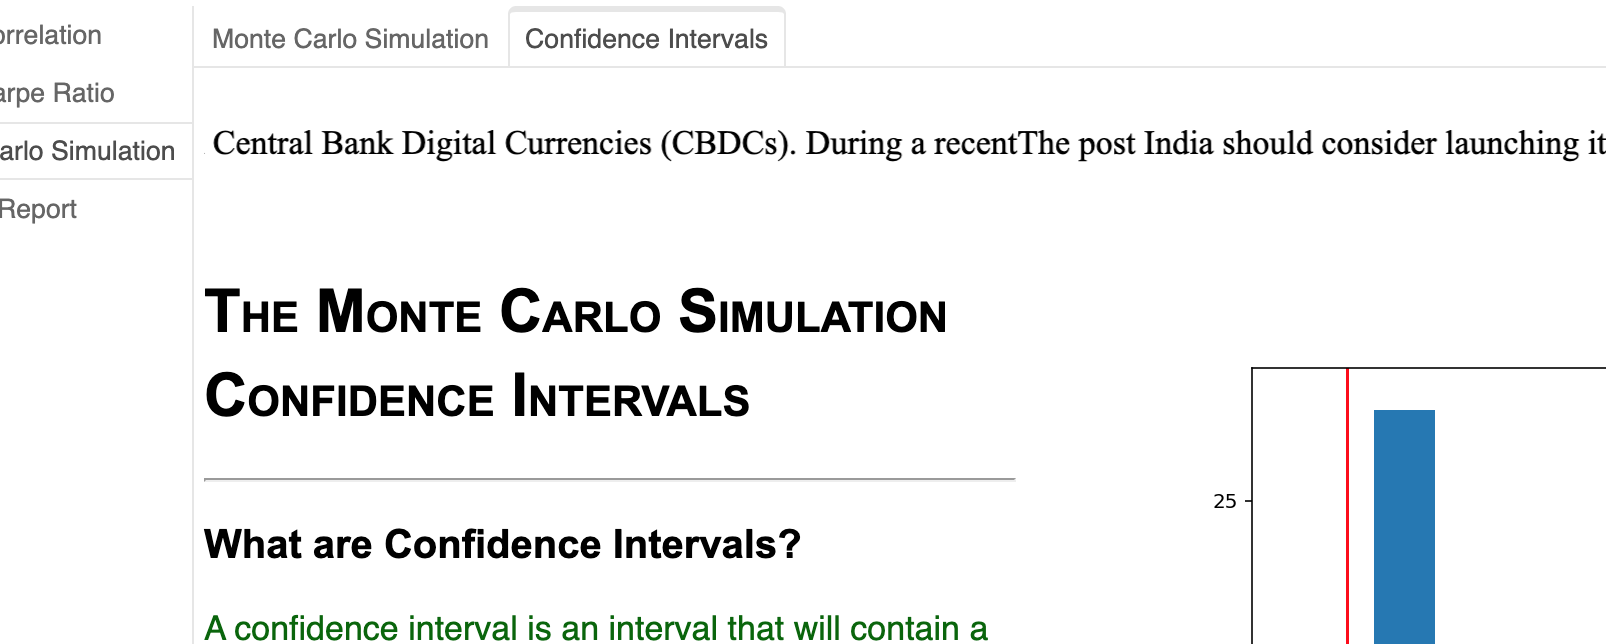 orrelation
arpe Ratio
arlo Simulation
Report
Monte Carlo Simulation
Confidence Intervals
Central Bank Digital Currencies (CBDCs). During a recentThe post India should consider launching it
The Monte Carlo Simulation
Confidence Intervals
What are Confidence Intervals?
A confidence interval is an interval that will contain a
25